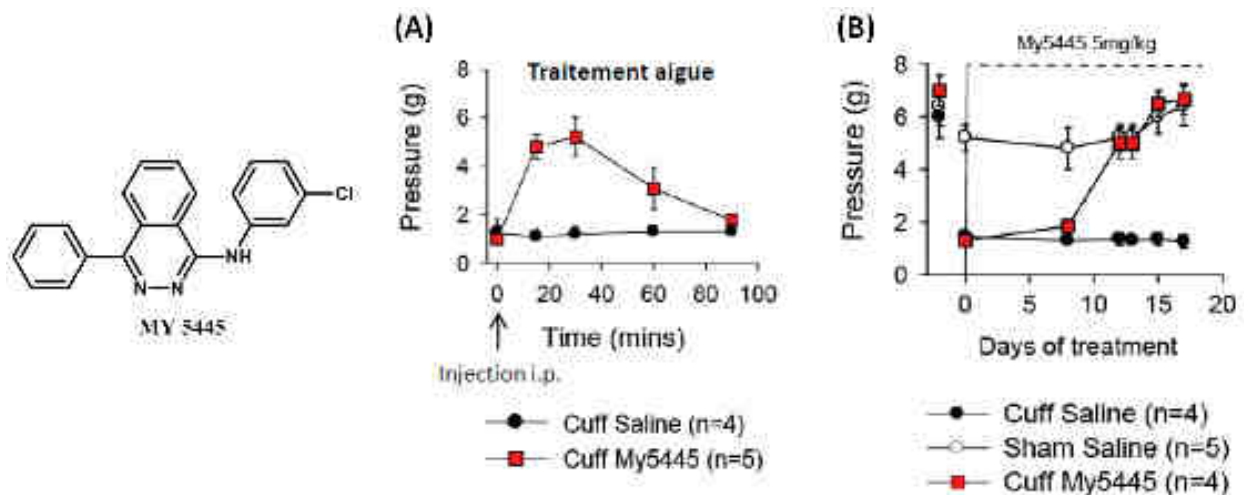 Cl
NH
N
N
MY 5445
(A)
Traitement aigue
Pressure (g)
8
6
4
2
0
0 20 40 60 80 100
Time (mins)
Injection i.p.
Cuff Saline (n=4)
Cuff My5445 (n=5)
(B)
My5445 5mg/kg
Pressure (g)
8
6
4
2
0
0 5 10 15 20
Days of treatment
Cuff Saline (n=4)
Sham Saline (n=5)
Cuff My5445 (n=4)